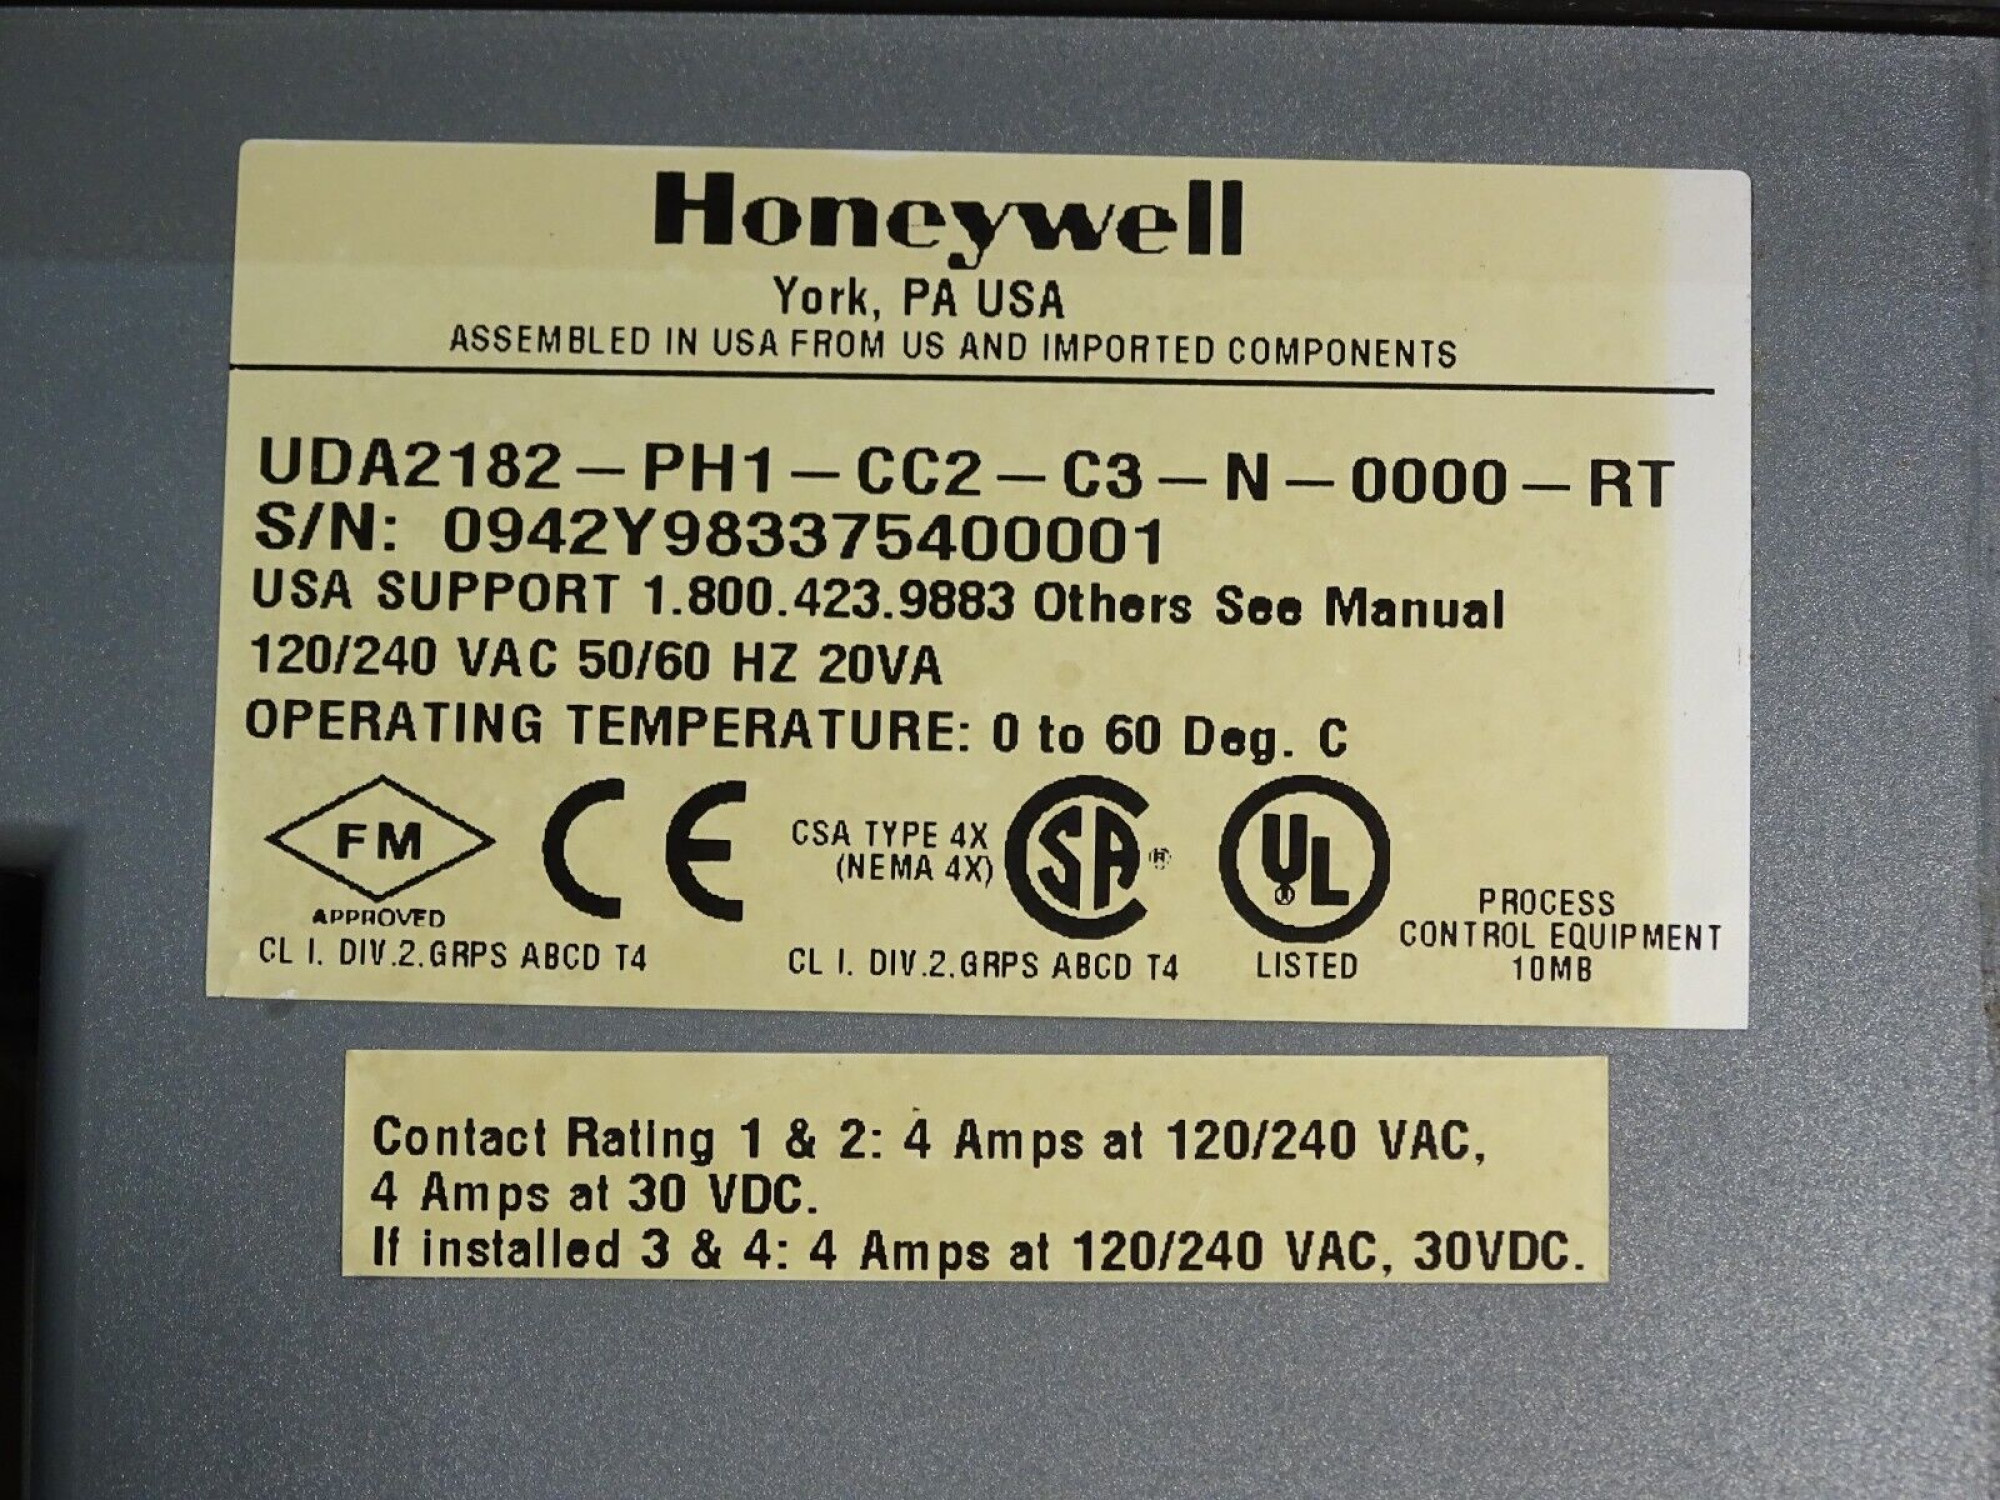 Honeywell
York, PA USA
ASSEMBLED IN USA FROM US AND IMPORTED COMPONENTS
UDA2182-PH1-CC2-C3-N-0000-RT
S/N: 0942Y983375400001
USA SUPPORT 1.800.423.9883 Others See Manual
120/240 VAC 50/60 HZ 20VA
OPERATING TEMPERATURE: 0 to 60 Deg. C
FM
APPROVED
CL I. DIV.2.GRPS ABCD T4
CE
CSA TYPE 4X
(NEMA 4X)
SA ®
CL I. DIV.2.GRPS ABCD T4
UL ®
LISTED
PROCESS
CONTROL EQUIPMENT
10MB
Contact Rating 1 & 2: 4 Amps at 120/240 VAC,
4 Amps at 30 VDC.
If installed 3 & 4: 4 Amps at 120/240 VAC, 30VDC.